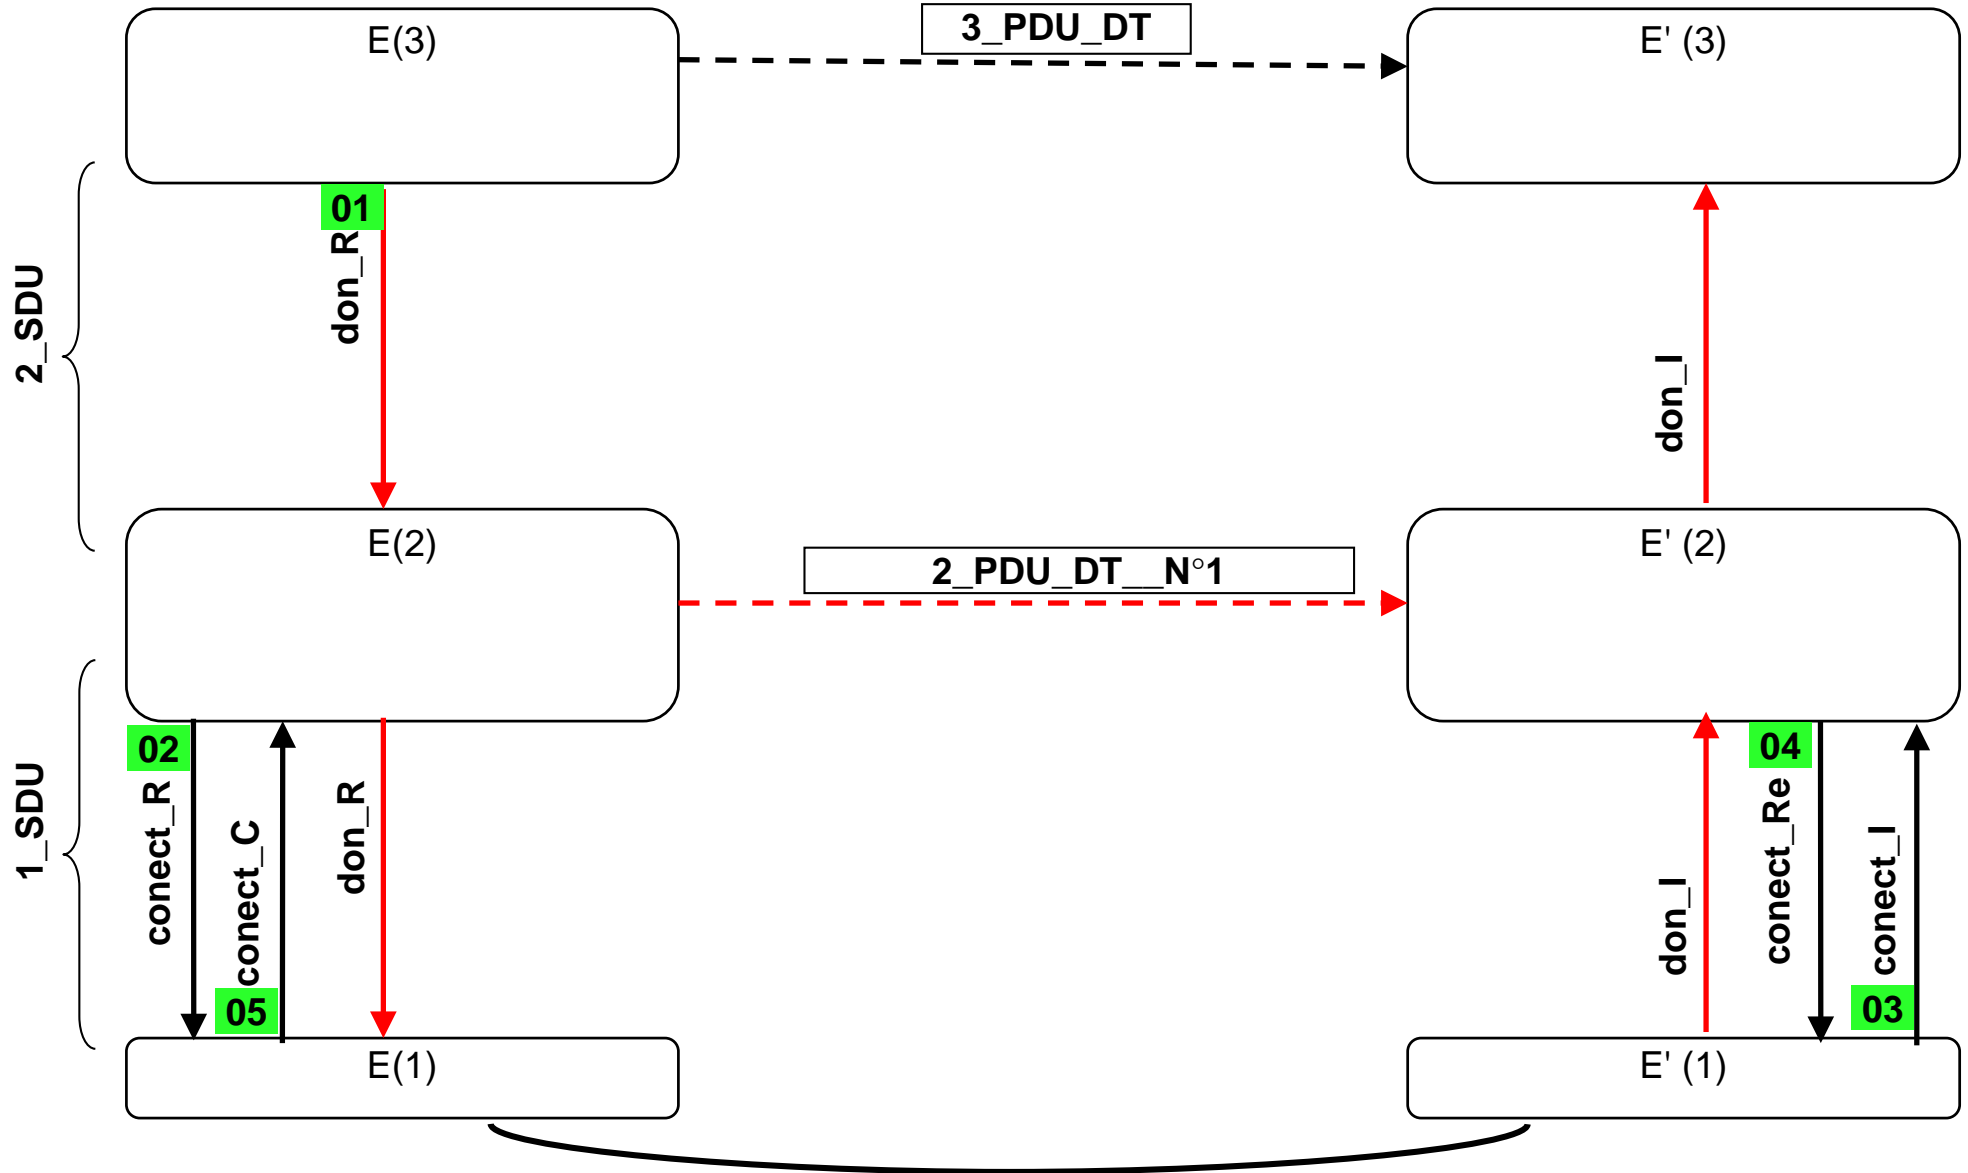 E(3)
3_PDU_DT
E' (3)
01
don_R
2_SDU
don_I
E(2)
2_PDU_DT__N°1
E' (2)
02
conect_R
conect_C
05
don_R
1_SDU
don_I
04
conect_Re
conect_I
03
E(1)
E' (1)